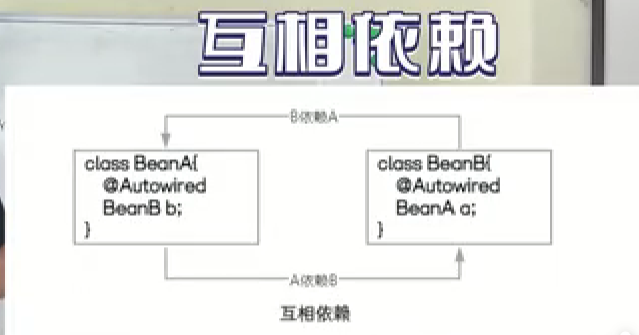 互相依赖
B依赖A
class BeanA{
@Autowired
BeanB b;
}
class BeanB{
@Autowired
BeanA a;
}
A依赖B
互相依赖